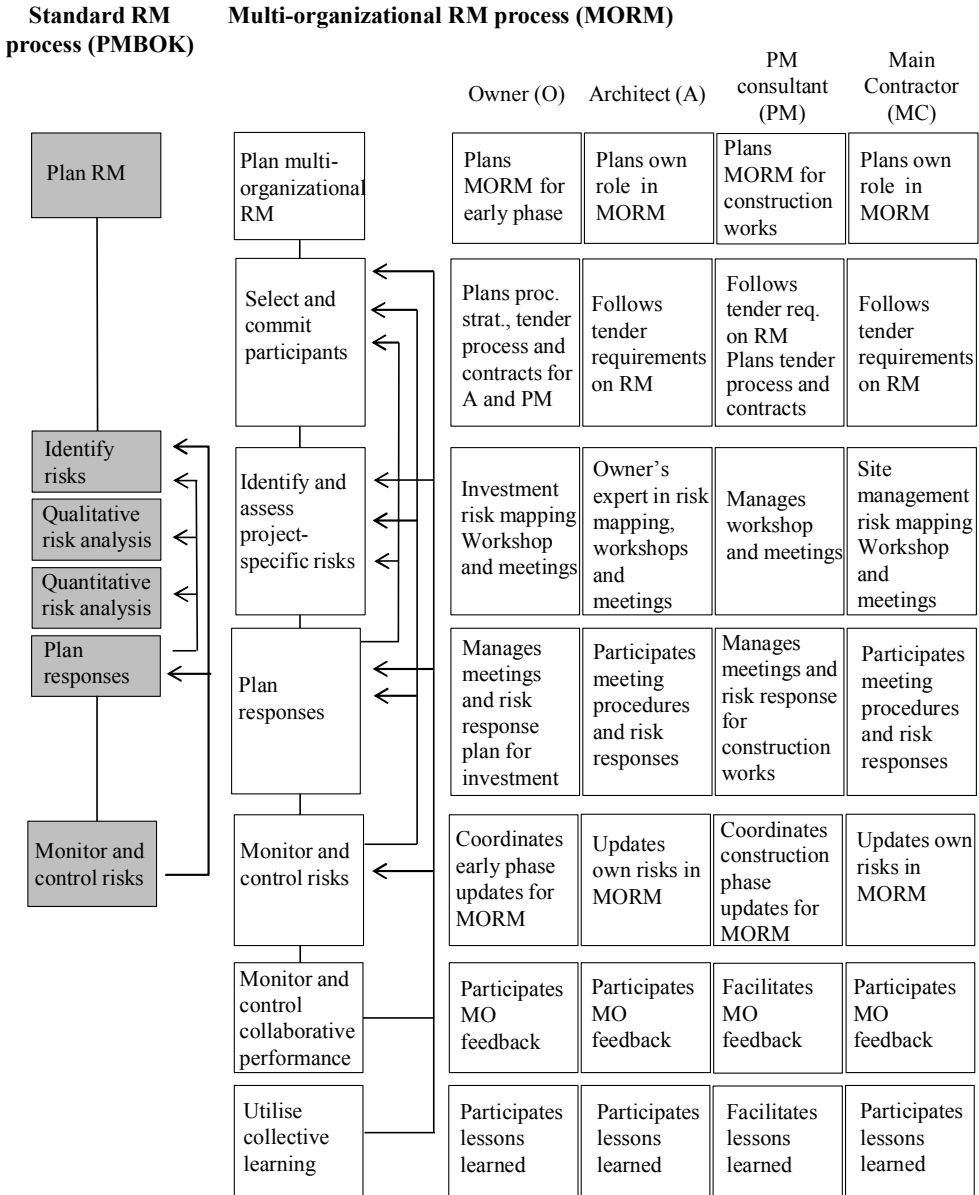 Standard RM
process (PMBOK)
Multi-organizational RM process (MORM)
Owner (O)
Architect (A)
PM
consultant
(PM)
Main
Contractor
(MC)
Plan RM
Plan multi-
organizational
RM
Plans
MORM for
early phase
Plans own
role in
MORM
Plans
MORM for
construction
works
Plans own
role in
MORM
Select and
commit
participants
Plans proc.
strat., tender
process and
contracts for
A and PM
Follows
tender
requirements
on RM
Follows
tender req.
on RM
Plans tender
process and
contracts
Follows
tender
requirements
on RM
Identify
risks
Qualitative
risk analysis
Quantitative
risk analysis
Plan
responses
Identify and
assess
project-
specific risks
Investment
risk mapping
Workshop
and meetings
Owner's
expert in risk
mapping,
workshops
and
meetings
Manages
workshop
and meetings
Site
management
risk mapping
Workshop
and
meetings
Plan
responses
Manages
meetings
and risk
response
plan for
investment
Participates
meeting
procedures
and risk
responses
Manages
meetings and
risk response
for
construction
works
Participates
meeting
procedures
and risk
responses
Monitor and
control risks
Monitor and
control risks
Coordinates
early phase
updates for
MORM
Updates
own risks in
MORM
Coordinates
construction
phase
updates for
MORM
Updates own
risks in
MORM
Monitor and
control
collaborative
performance
Participates
MO
feedback
Participates
MO
feedback
Facilitates
MO
feedback
Participates
MO
feedback
Utilise
collective
learning
Participates
lessons
learned
Participates
lessons
learned
Facilitates
lessons
learned
Participates
lessons
learned